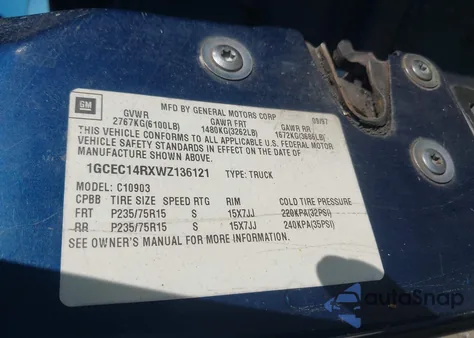 GM
MFD BY GENERAL MOTORS CORP 09/97
GVWR GAWR FRT GAWR RR
2767KG(6100LB) 1480KG(3262LB) 1672KG(3686LB)
THIS VEHICLE CONFORMS TO ALL APPLICABLE U.S. FEDERAL MOTOR
VEHICLE SAFETY STANDARDS IN EFFECT ON THE DATE OF
MANUFACTURE SHOWN ABOVE.
1GCEC14RXWZ136121 TYPE: TRUCK
MODEL: C10903
CPBB TIRE SIZE SPEED RTG RIM COLD TIRE PRESSURE
FRT P235/75R15 S 15X7JJ 220KPA(32PSI)
RR P235/75R15 S 15X7JJ 240KPA(35PSI)
SEE OWNER'S MANUAL FOR MORE INFORMATION.
autoSnap